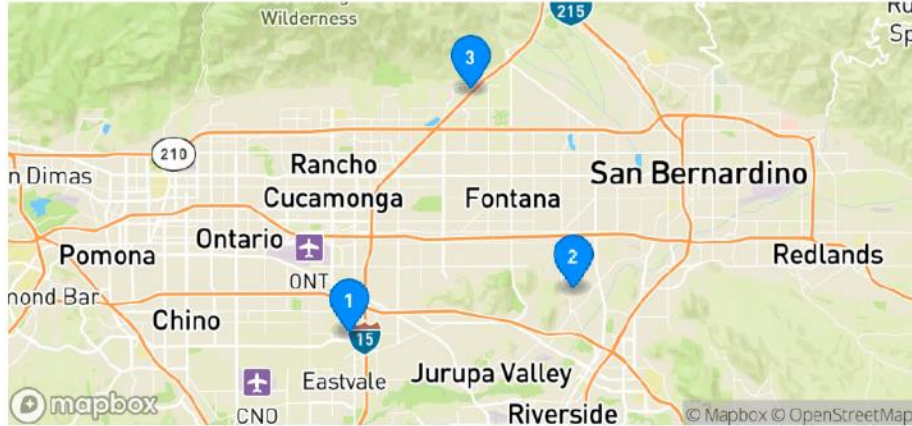 Wilderness
215
Ru
Sp
3
210
n Dimas
Rancho
Cucamonga
San Bernardino
Fontana
Ontario
Pomona
ONT
2
Redlands
mond Bar
1
Chino
15
Eastvale
Jurupa Valley
CNO
Riverside
mapbox
© Mapbox © OpenStreetMap